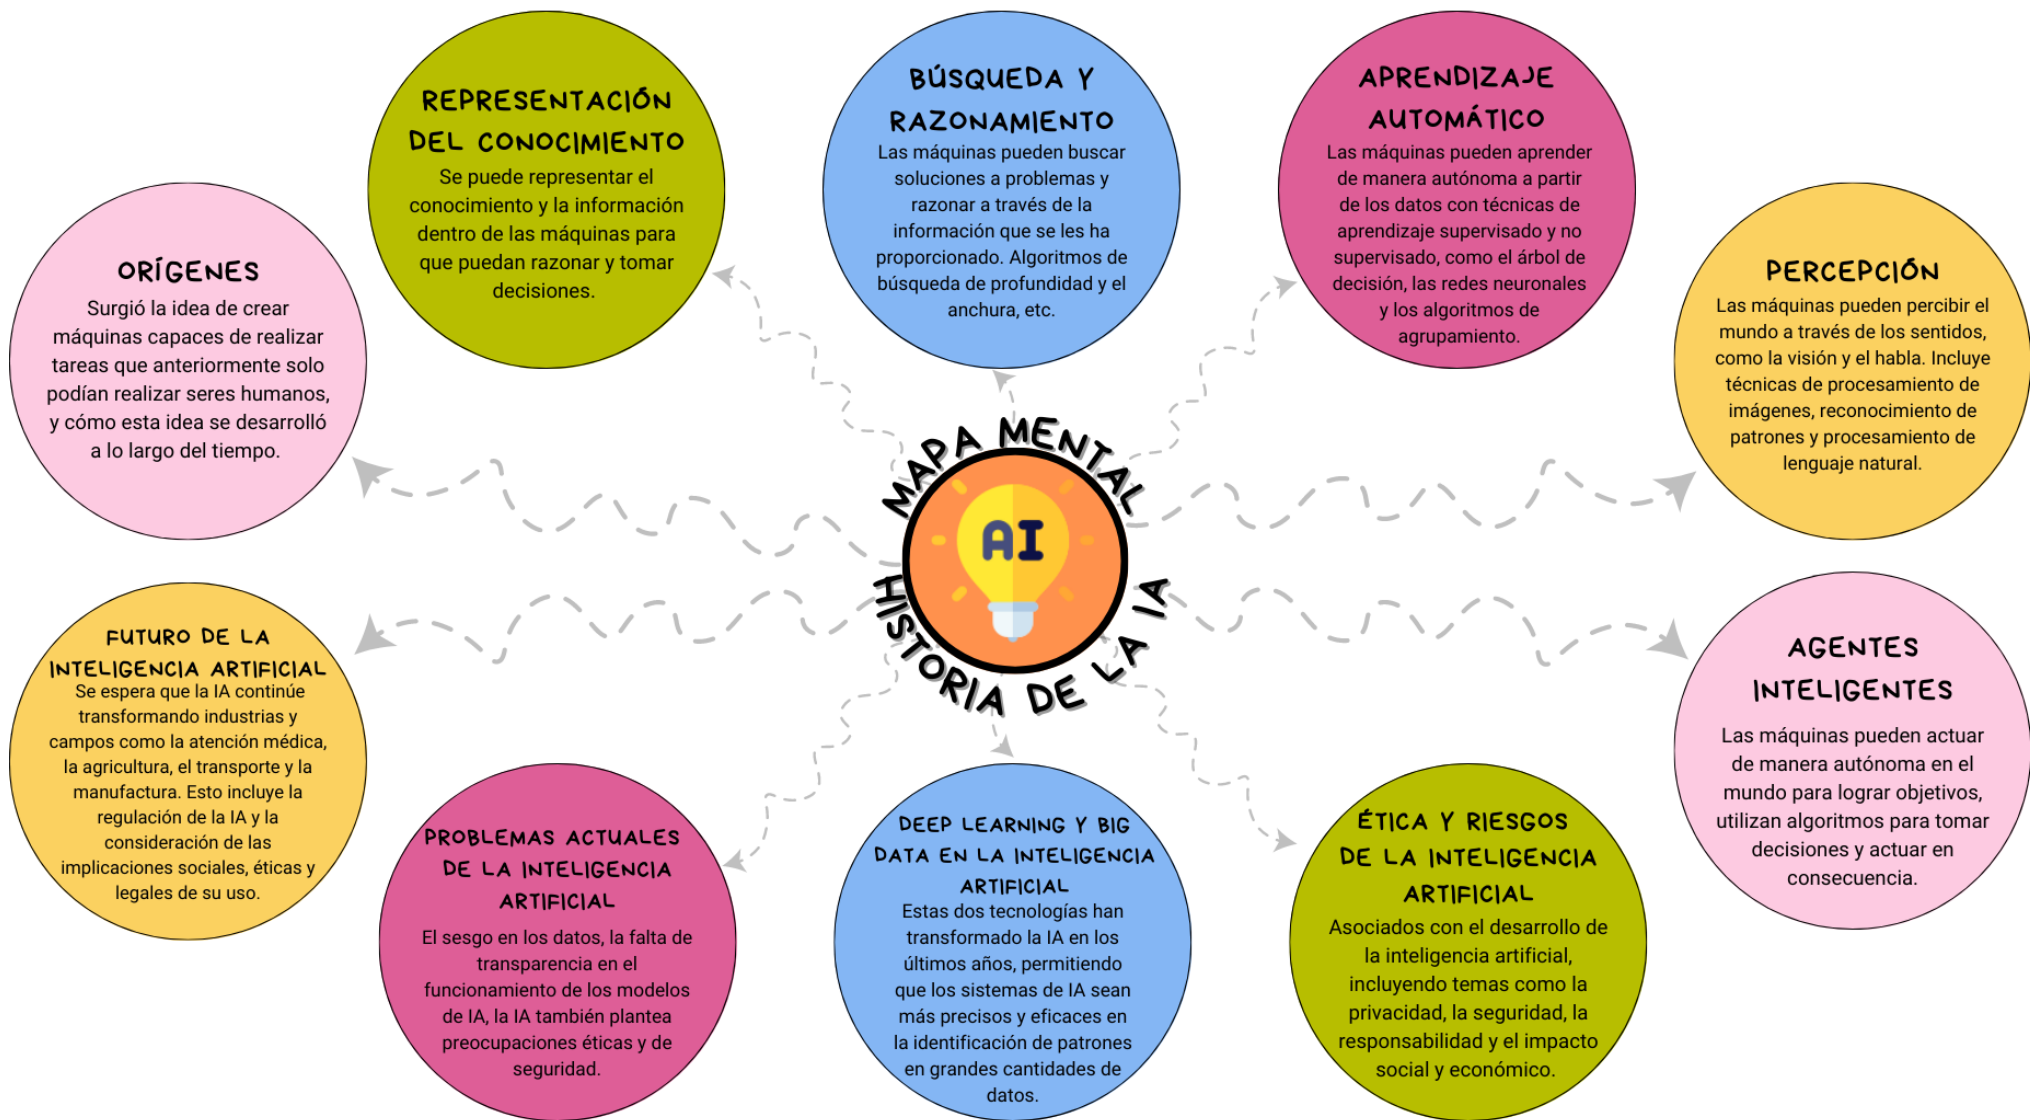 MAPA MENTAL
AI
HISTORIA DE LA IA
ORÍGENES
Surgió la idea de crear
máquinas capaces de realizar
tareas que anteriormente solo
podían realizar seres humanos,
y cómo esta idea se desarrolló
a lo largo del tiempo.
REPRESENTACIÓN
DEL CONOCIMIENTO
Se puede representar el
conocimiento y la información
dentro de las máquinas para
que puedan razonar y tomar
decisiones.
BÚSQUEDA Y
RAZONAMIENTO
Las máquinas pueden buscar
soluciones a problemas y
razonar a través de la
información que se les ha
proporcionado. Algoritmos de
búsqueda de profundidad y el
anchura, etc.
APRENDIZAJE
AUTOMÁTICO
Las máquinas pueden aprender
de manera autónoma a partir
de los datos con técnicas de
aprendizaje supervisado y no
supervisado, como el árbol de
decisión, las redes neuronales
y los algoritmos de
agrupamiento.
PERCEPCIÓN
Las máquinas pueden percibir el
mundo a través de los sentidos,
como la visión y el habla. Incluye
técnicas de procesamiento de
imágenes, reconocimiento de
patrones y procesamiento de
lenguaje natural.
AGENTES
INTELIGENTES
Las máquinas pueden actuar
de manera autónoma en el
mundo para lograr objetivos,
utilizan algoritmos para tomar
decisiones y actuar en
consecuencia.
ÉTICA Y RIESGOS
DE LA INTELIGENCIA
ARTIFICIAL
Asociados con el desarrollo de
la inteligencia artificial,
incluyendo temas como la
privacidad, la seguridad, la
responsabilidad y el impacto
social y económico.
DEEP LEARNING Y BIG
DATA EN LA INTELIGENCIA
ARTIFICIAL
Estas dos tecnologías han
transformado la IA en los
últimos años, permitiendo
que los sistemas de IA sean
más precisos y eficaces en
la identificación de patrones
en grandes cantidades de
datos.
PROBLEMAS ACTUALES
DE LA INTELIGENCIA
ARTIFICIAL
El sesgo en los datos, la falta de
transparencia en el
funcionamiento de los modelos
de IA, la IA también plantea
preocupaciones éticas y de
seguridad.
FUTURO DE LA
INTELIGENCIA ARTIFICIAL
Se espera que la IA continúe
transformando industrias y
campos como la atención médica,
la agricultura, el transporte y la
manufactura. Esto incluye la
regulación de la IA y la
consideración de las
implicaciones sociales, éticas y
legales de su uso.